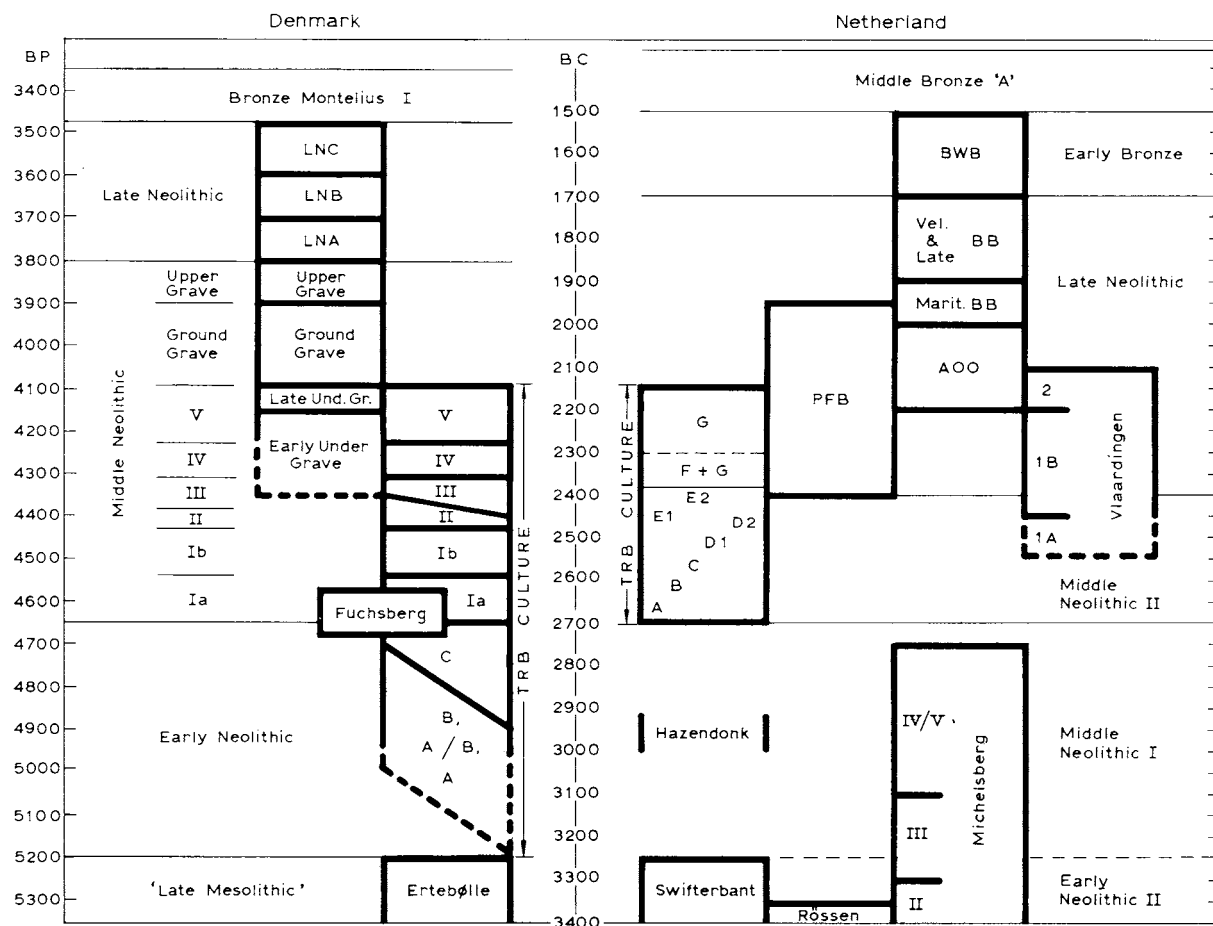 Denmark
Netherland
BP
3400
3500
3600
3700
3800
3900
4000
4100
4200
4300
4400
4500
4600
4700
4800
4900
5000
5100
5200
5300
Bronze Montelius I
Late Neolithic
LNC
LNB
LNA
Middle Neolithic
Upper
Grave
Ground
Grave
V
IV
III
II
Ib
Ia
Upper
Grave
Ground
Grave
Late Und. Gr.
Early Under
Grave
V
IV
III
II
Ib
Ia
Fuchsberg
C
B,
A / B,
A
Early Neolithic
'Late Mesolithic'
Ertebølle
TRB CULTURE
BC
1500
1600
1700
1800
1900
2000
2100
2200
2300
2400
2500
2600
2700
2800
2900
3000
3100
3200
3300
3400
Middle Bronze 'A'
BWB
Early Bronze
Vel.
& BB
Late
Marit. BB
Late Neolithic
AOO
PFB
TRB CULTURE
G
F + G
E2
E1
D2
D1
C
B
A
2
1B
1A
Vlaardingen
Middle
Neolithic II
Hazendonk
IV/V
III
II
Michelsberg
Middle
Neolithic I
Swifterbant
Rössen
Early
Neolithic II